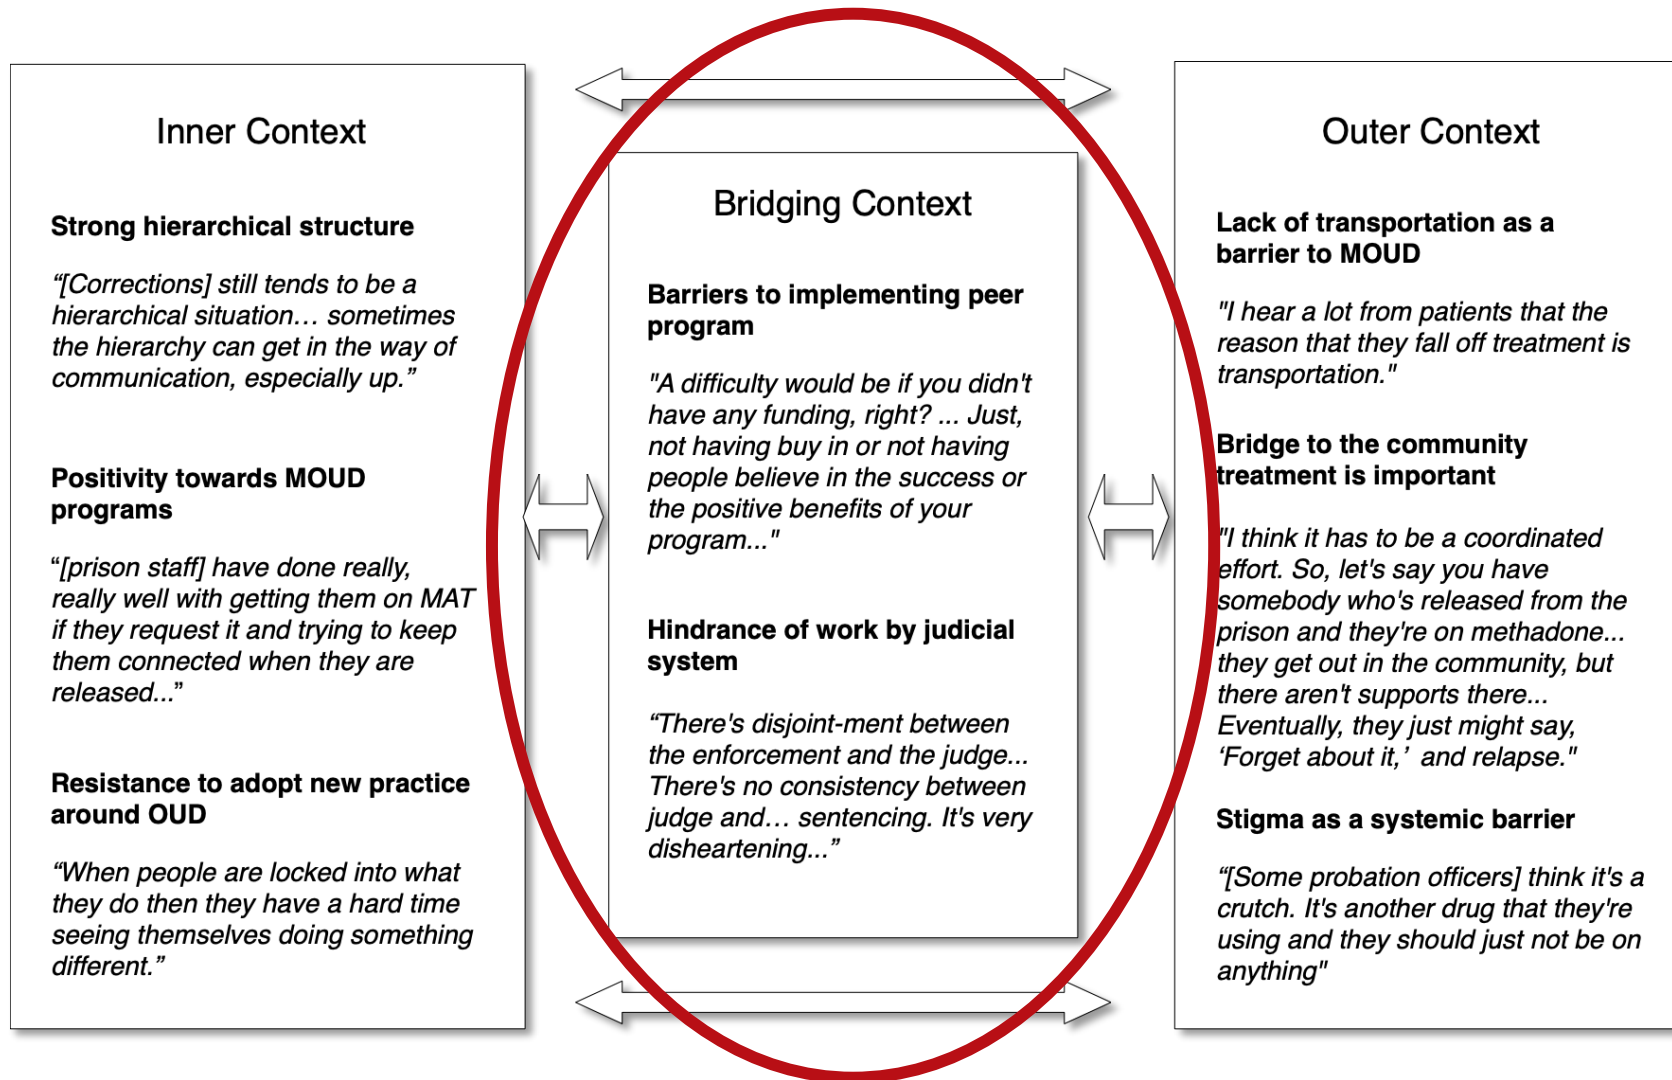 Inner Context
Strong hierarchical structure
“[Corrections] still tends to be a
hierarchical situation… sometimes
the hierarchy can get in the way of
communication, especially up.”
Positivity towards MOUD
programs
“[prison staff] have done really,
really well with getting them on MAT
if they request it and trying to keep
them connected when they are
released...”
Resistance to adopt new practice
around OUD
“When people are locked into what
they do then they have a hard time
seeing themselves doing something
different.”
Bridging Context
Barriers to implementing peer
program
"A difficulty would be if you didn't
have any funding, right? ... Just,
not having buy in or not having
people believe in the success or
the positive benefits of your
program..."
Hindrance of work by judicial
system
“There's disjoint-ment between
the enforcement and the judge...
There's no consistency between
judge and… sentencing. It's very
disheartening...”
Outer Context
Lack of transportation as a
barrier to MOUD
"I hear a lot from patients that the
reason that they fall off treatment is
transportation."
Bridge to the community
treatment is important
"I think it has to be a coordinated
effort. So, let's say you have
somebody who's released from the
prison and they're on methadone...
they get out in the community, but
there aren't supports there...
Eventually, they just might say,
‘Forget about it,’ and relapse."
Stigma as a systemic barrier
“[Some probation officers] think it's a
crutch. It's another drug that they're
using and they should just not be on
anything"